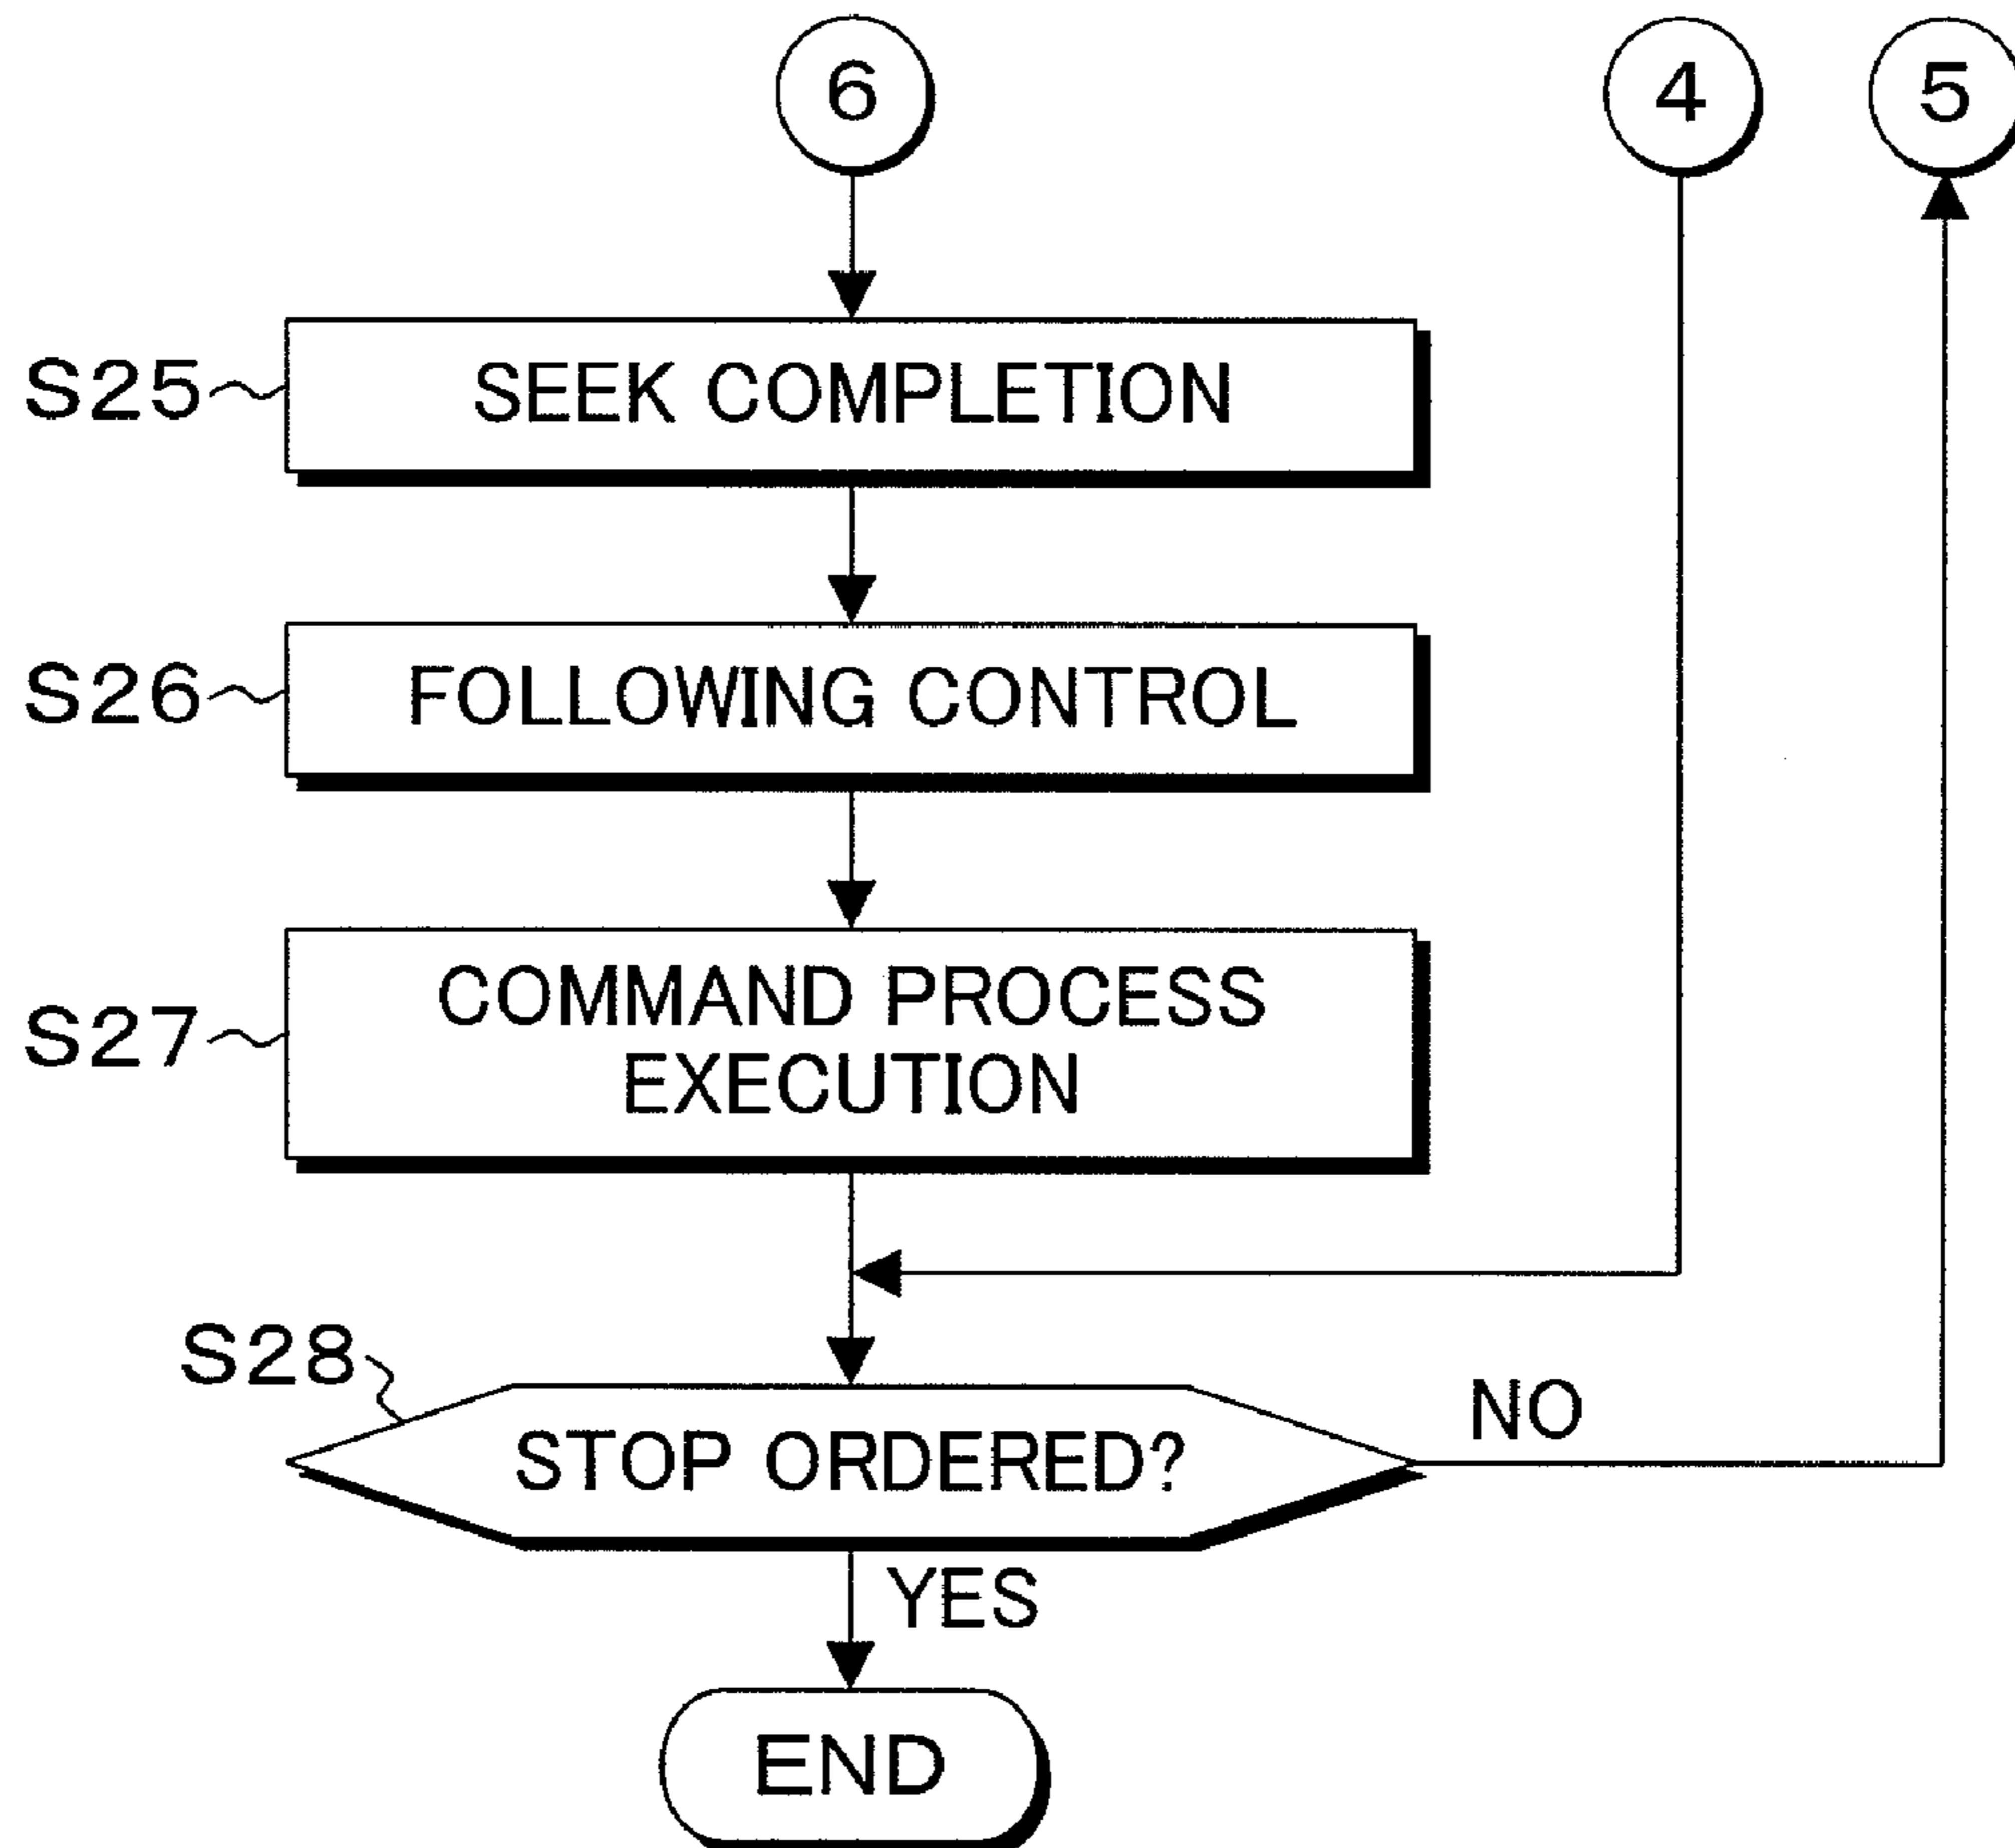 6
4
5
S25
SEEK COMPLETION
S26
FOLLOWING CONTROL
S27
COMMAND PROCESS
EXECUTION
S28
STOP ORDERED?
NO
YES
END